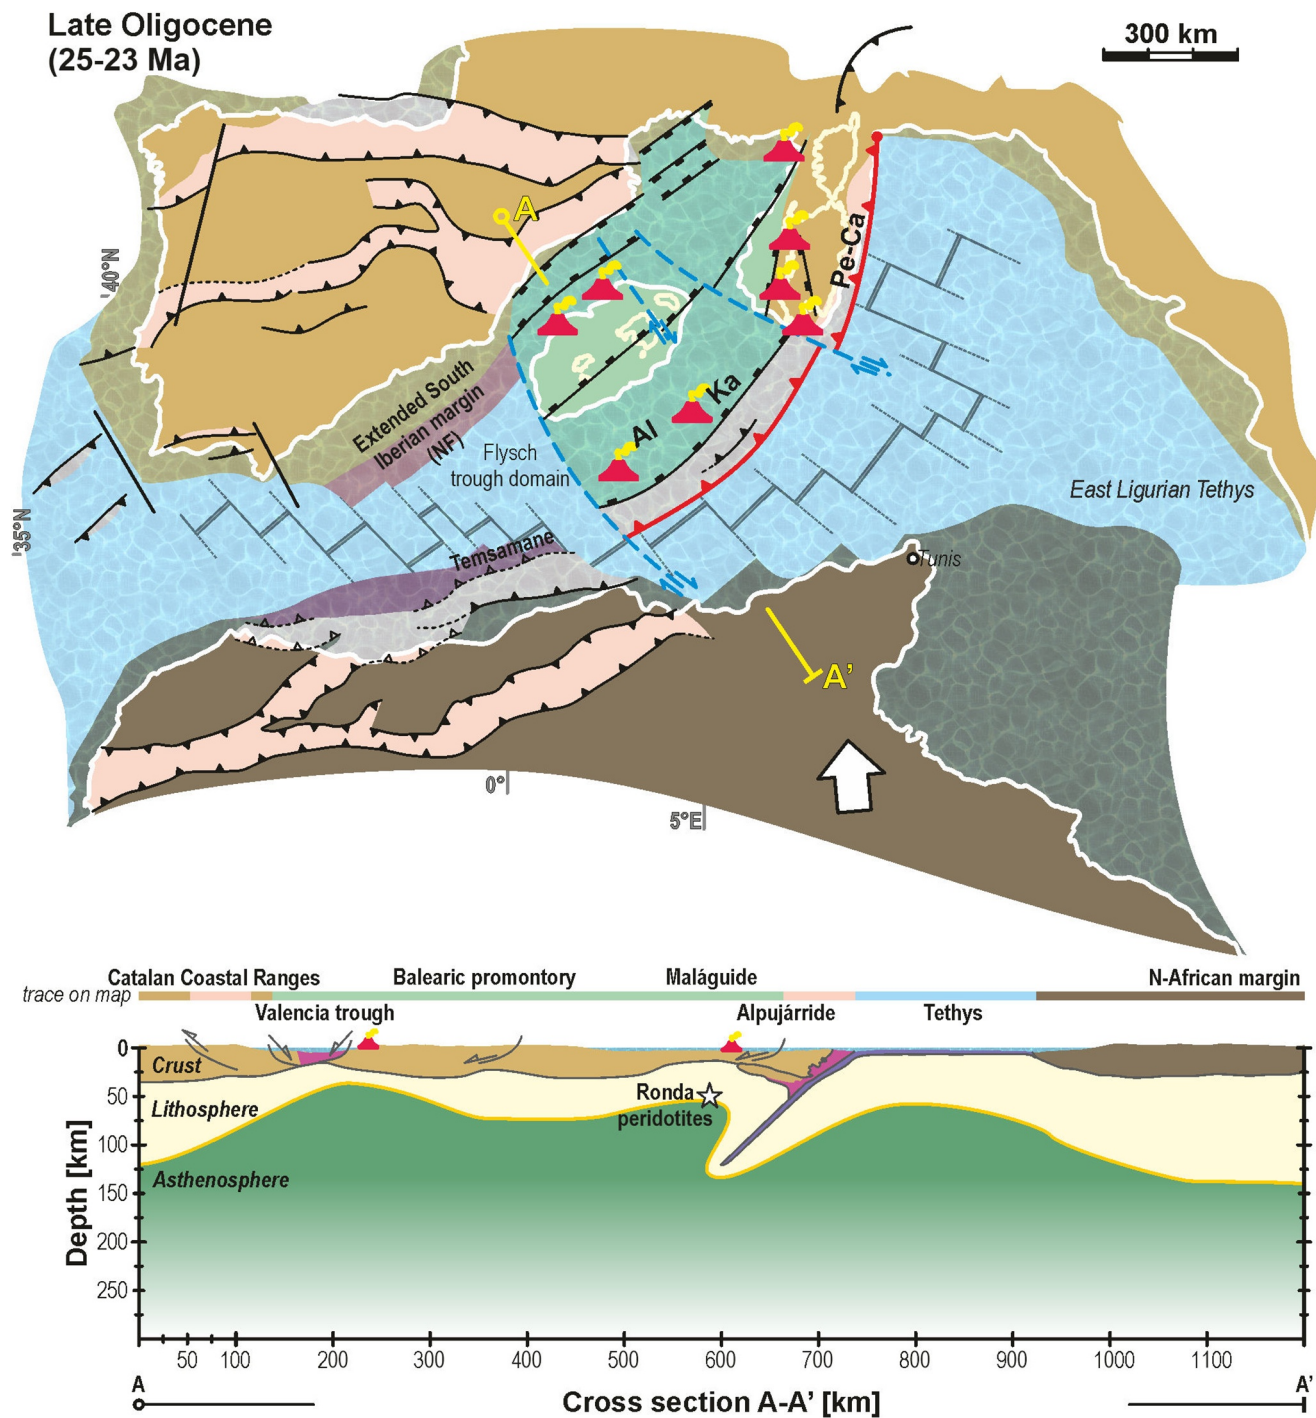 Late Oligocene
(25-23 Ma)
300 km
A
40°N
Pe-Ca
Extended South
Iberian margin
(NF)
Flysch
trough domain
Al
Ka
East Ligurian Tethys
35°N
Temsamane
Tunis
A'
0°
5°E
Catalan Coastal Ranges
Balearic promontory
Maláguide
N-African margin
trace on map
Valencia trough
Alpujárride
Tethys
Depth [km]
0
50
100
150
200
250
Crust
Lithosphere
Asthenosphere
Ronda
peridotites
50 100 200 300 400 500 600 700 800 900 1000 1100
A
A'
Cross section A-A' [km]